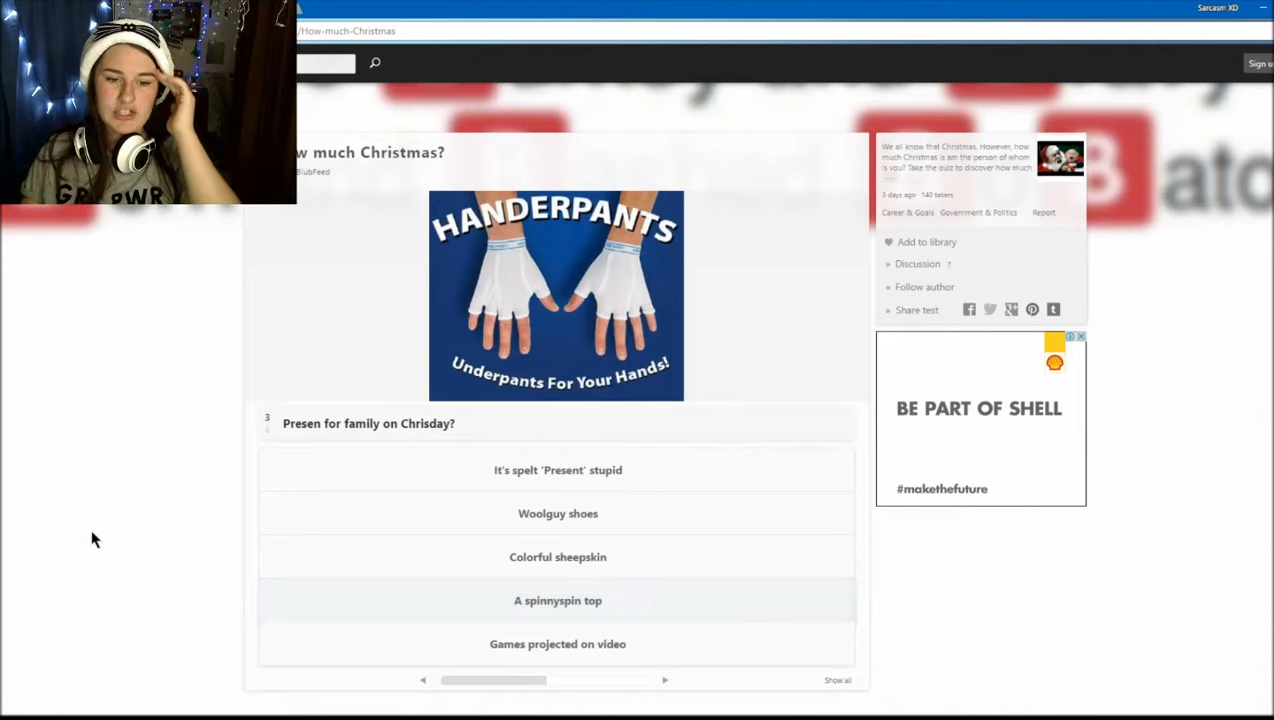 Sarcasm XD
/How-much-Christmas
Sign u
w much Christmas?
BlubFeed
HANDERPANTS
Underpants For Your Hands!
3
Presen for family on Chrisday?
It's spelt 'Present' stupid
Woolguy shoes
Colorful sheepskin
A spinnyspin top
Games projected on video
Show all
We all know that Christmas. However, how
much Christmas is am the person of whom
is you? Take the quiz to discover how much
...
3 days ago · 140 takers
Career & Goals Government & Politics Report
Add to library
» Discussion 7
» Follow author
» Share test
BE PART OF SHELL
#makethefuture
GRL PWR
B
atc